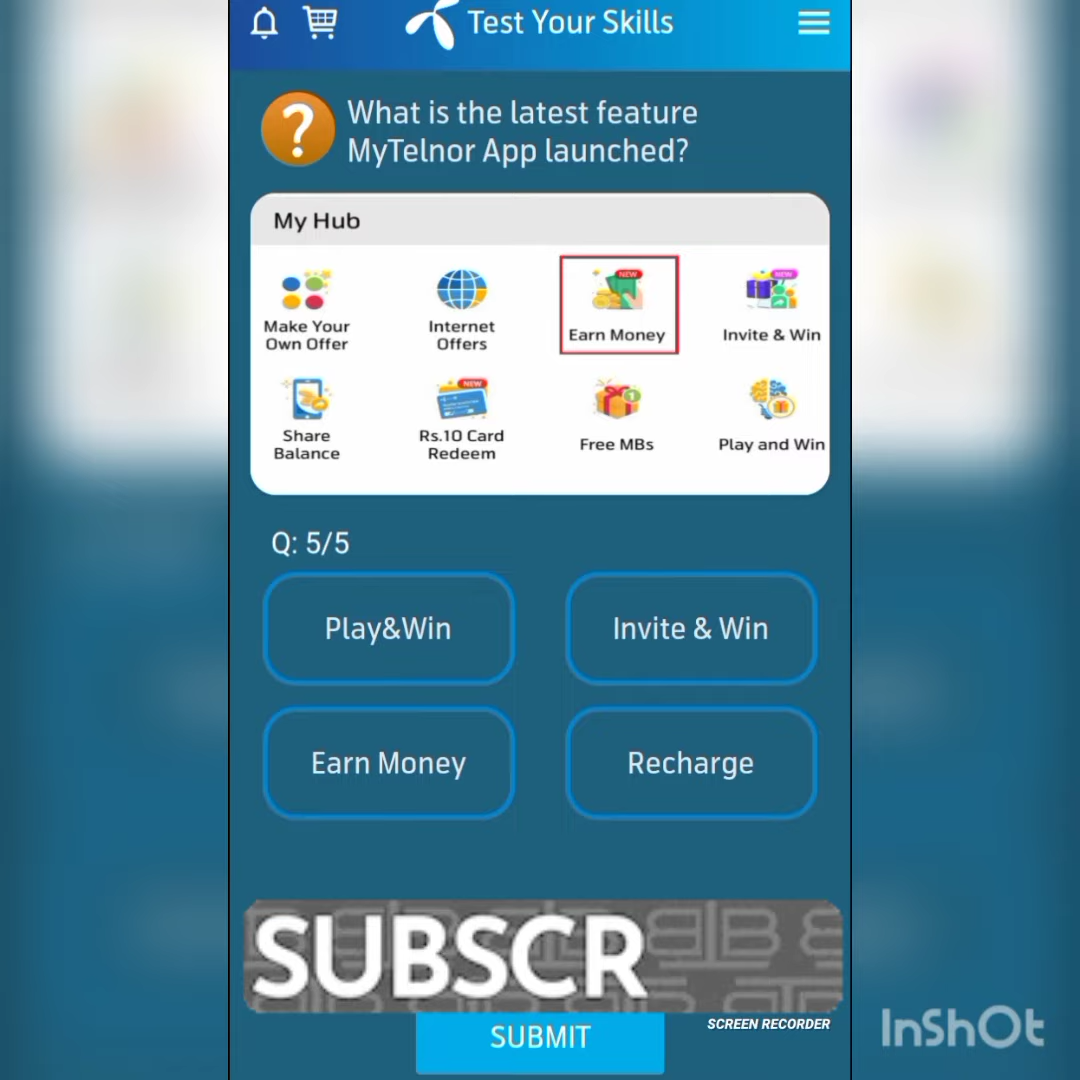 Test Your Skills
?
What is the latest feature
MyTelnor App launched?
My Hub
NEW
NEW
Make Your
Own Offer
Internet
Offers
Earn Money
Invite & Win
NEW
1
Share
Balance
Rs.10 Card
Redeem
Free MBs
Play and Win
Q: 5/5
Play&Win
Invite & Win
Earn Money
Recharge
SUBSCR
SCREEN RECORDER
SUBMIT
InShOt